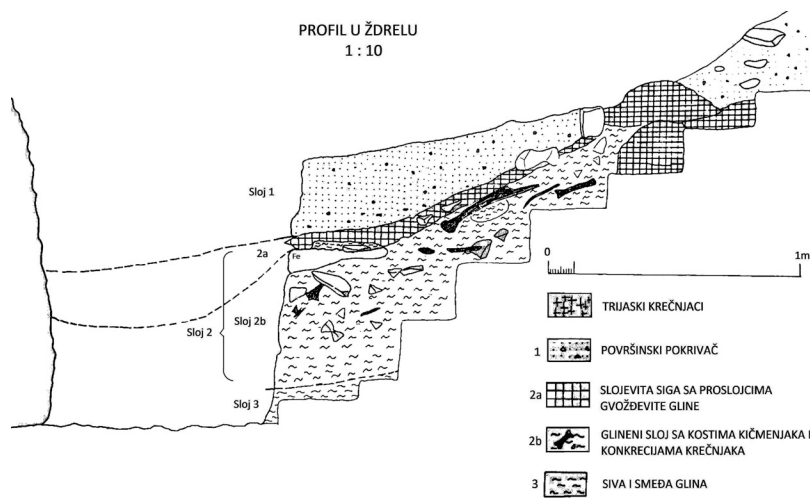 PROFIL U ŽDRELU
1 : 10
Sloj 1
2a
Fe
Sloj 2
Sloj 2b
Sloj 3
0
1m
TRIJASKI KREČNJACI
1
POVRŠINSKI POKRIVAČ
2a
SLOJEVITA SIGA SA PROSLOJCIMA
GVOŽĐEVITE GLINE
2b
GLINENI SLOJ SA KOSTIMA KIČMENJAKA I
KONKRECIJAMA KREČNJAKA
3
SIVA I SMEĐA GLINA